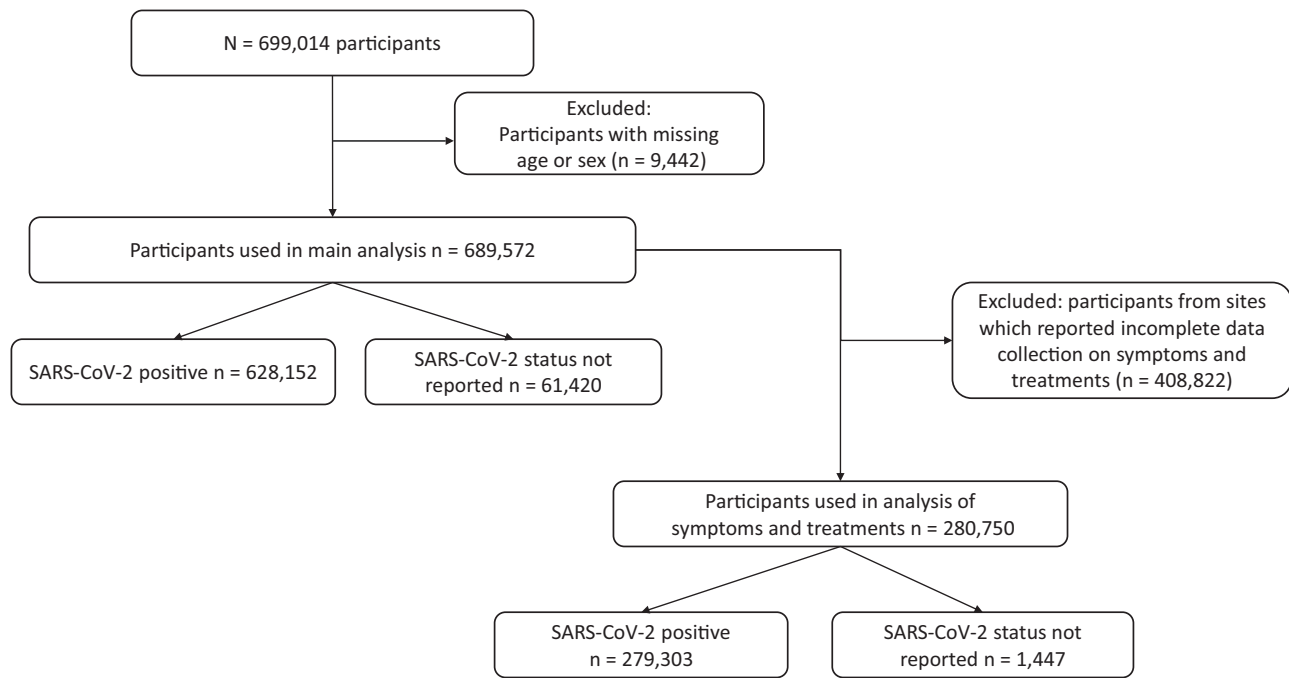 N = 699,014 participants
Excluded:
Participants with missing
age or sex (n = 9,442)
Participants used in main analysis n = 689,572
SARS-CoV-2 positive n = 628,152
SARS-CoV-2 status not
reported n = 61,420
Excluded: participants from sites
which reported incomplete data
collection on symptoms and
treatments (n = 408,822)
Participants used in analysis of
symptoms and treatments n = 280,750
SARS-CoV-2 positive
n = 279,303
SARS-CoV-2 status not
reported n = 1,447